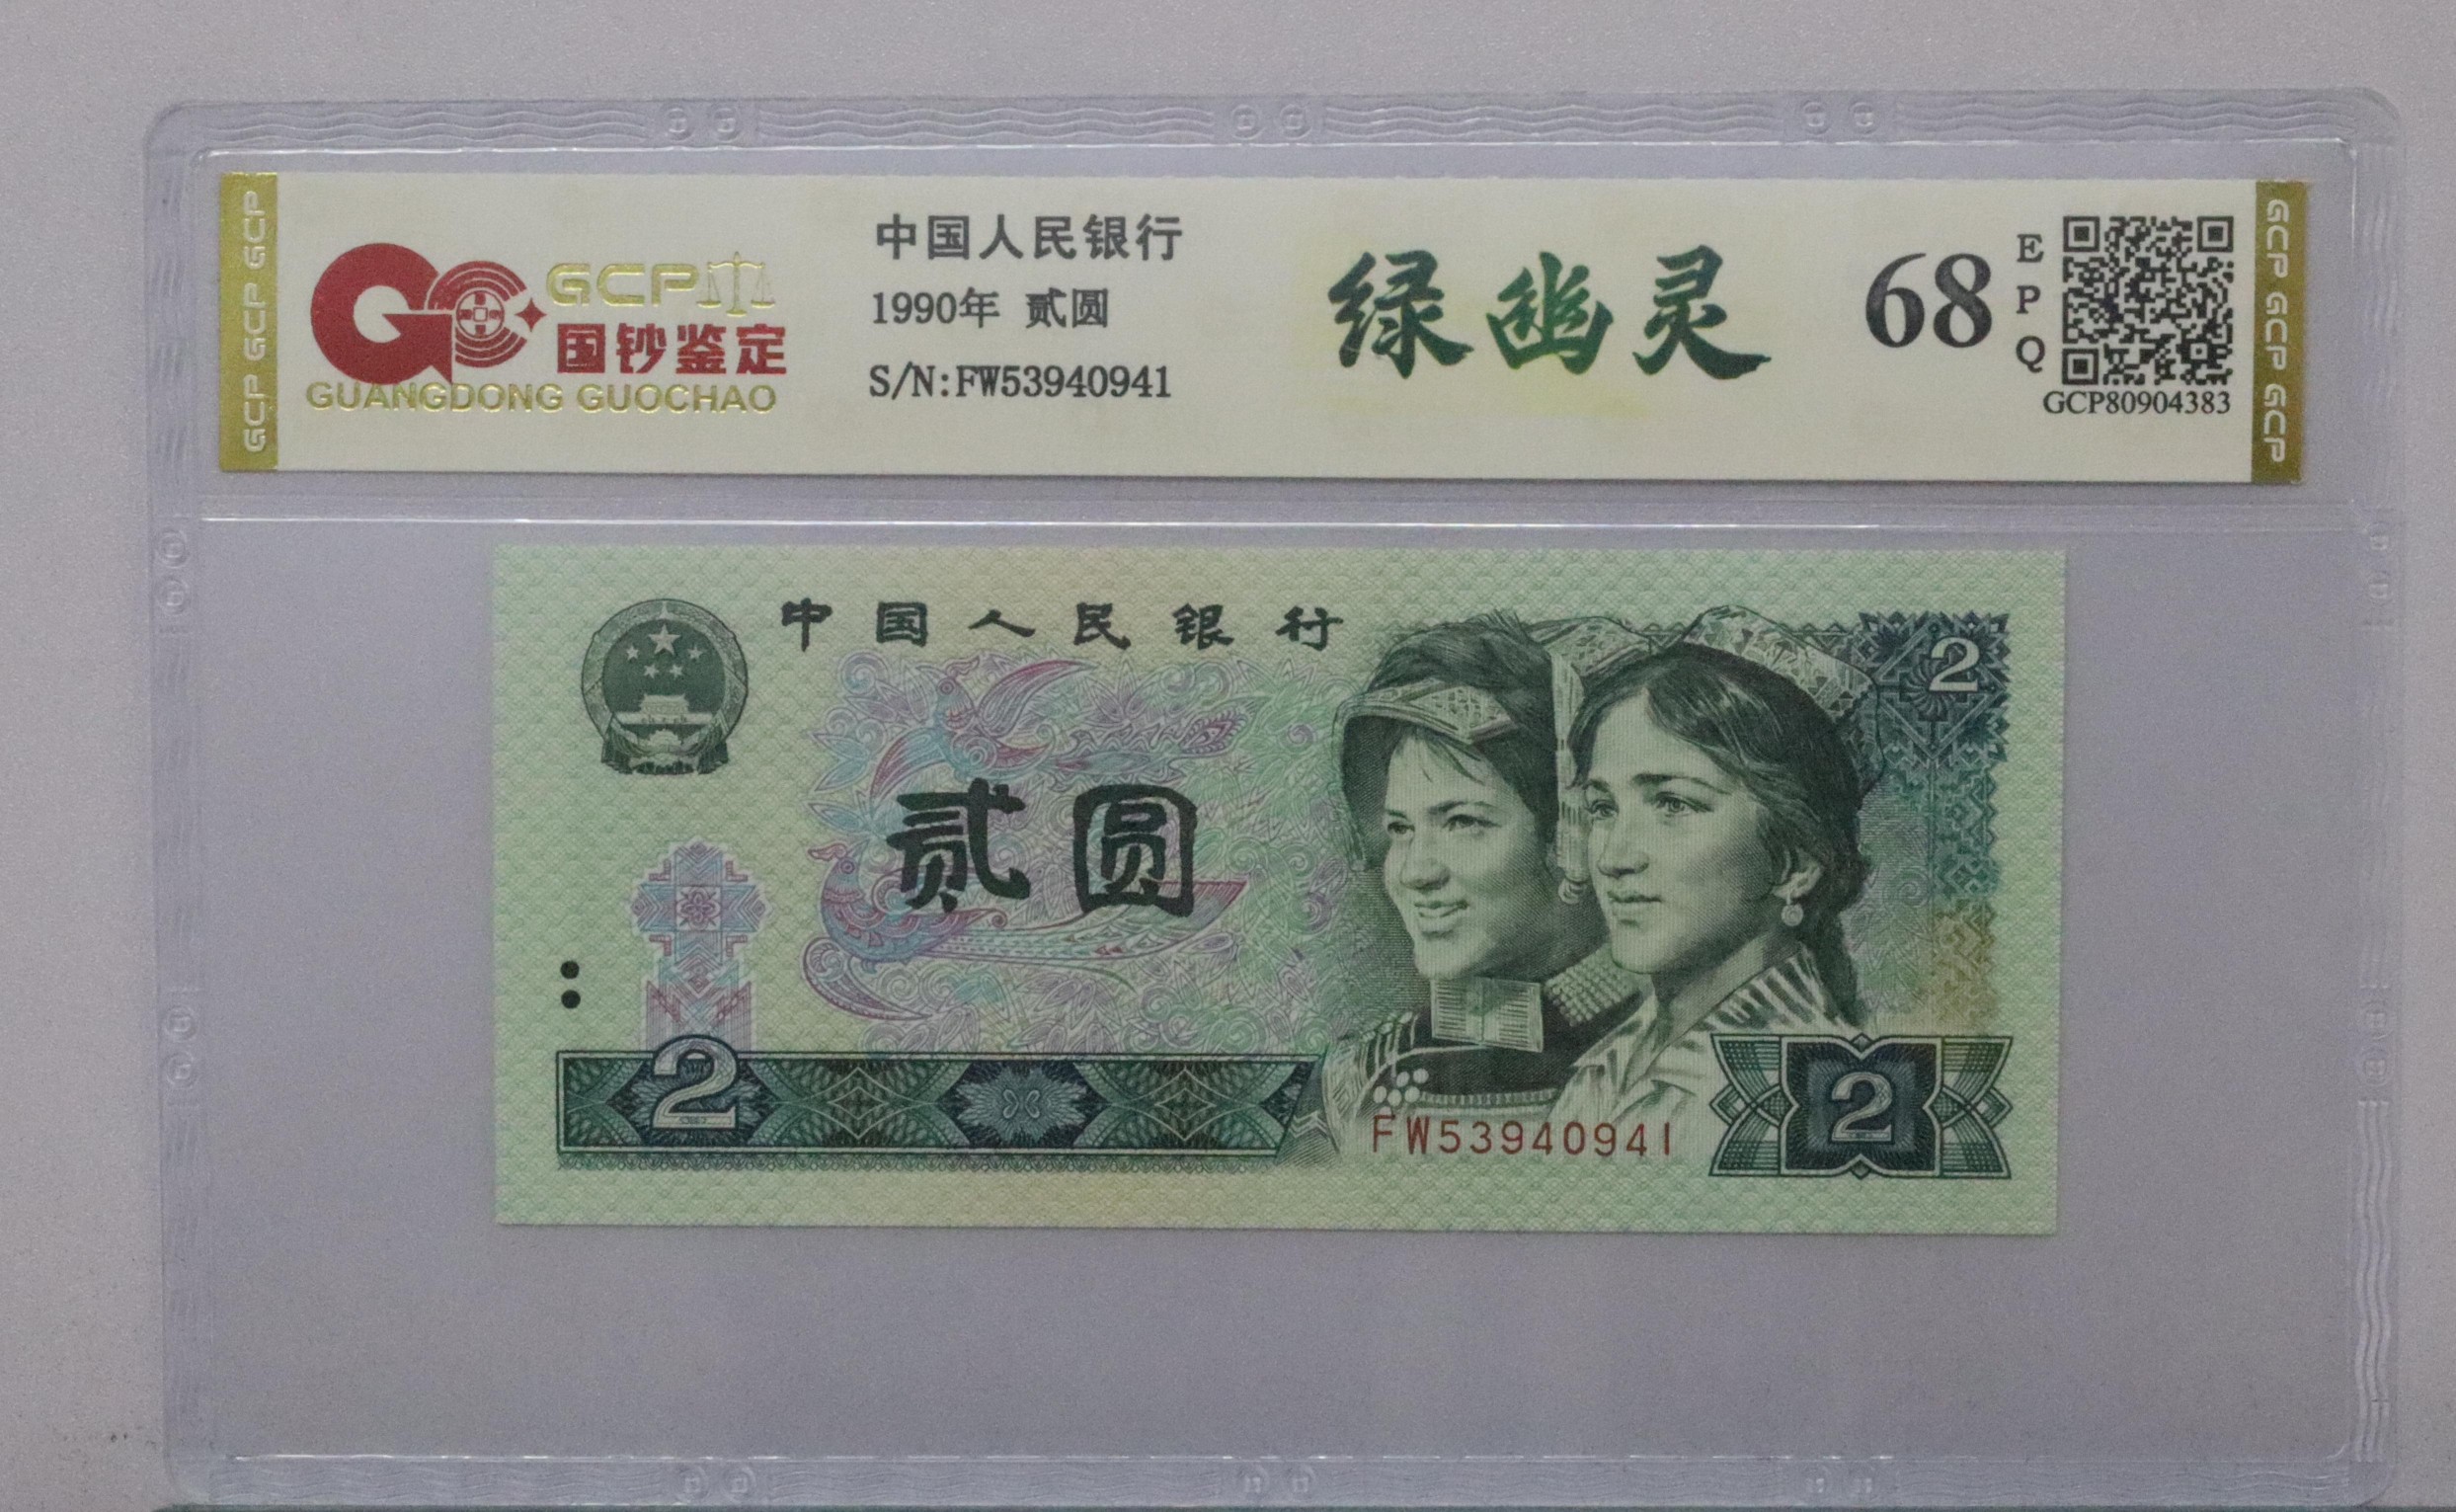 GCP GCP GCP
GCP
国钞鉴定
GUANGDONG GUOCHAO
中国人民银行
1990年 贰圆
S/N:FW53940941
绿幽灵
68
EPQ
GCP80904383
GCP GCP GCP
中国人民银行
2
贰圆
2
FW53940941
2